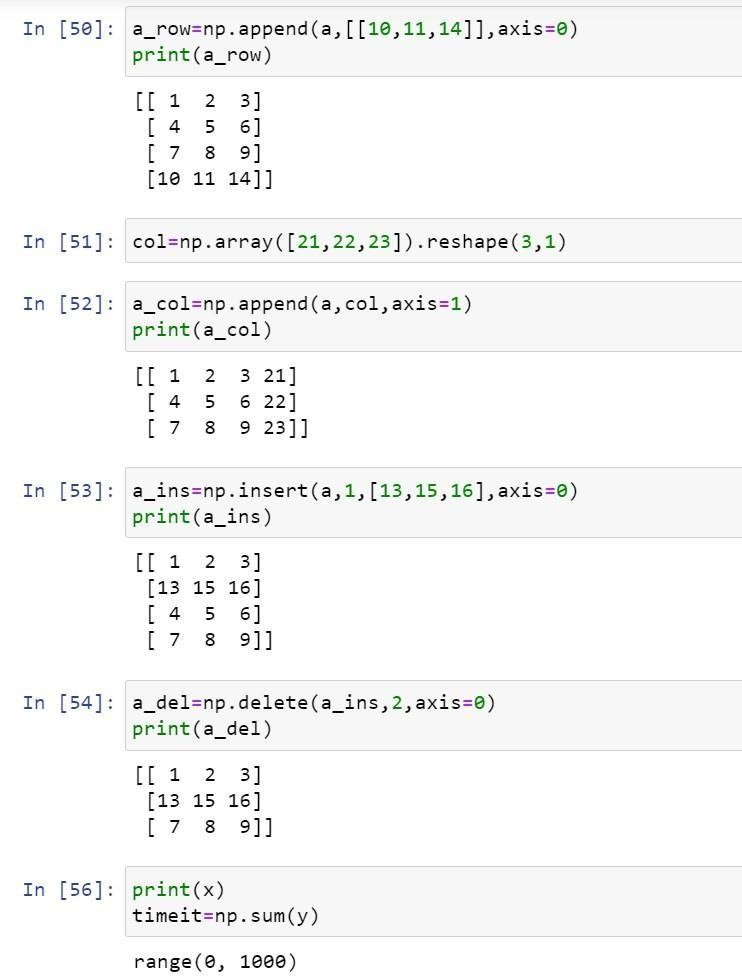 In [50]: a_row=np.append(a,[[10,11,14]],axis=0)
print(a_row)
[[ 1  2  3]
 [ 4  5  6]
 [ 7  8  9]
 [10 11 14]]
In [51]: col=np.array([21,22,23]).reshape(3,1)
In [52]: a_col=np.append(a,col,axis=1)
print(a_col)
[[ 1  2  3 21]
 [ 4  5  6 22]
 [ 7  8  9 23]]
In [53]: a_ins=np.insert(a,1,[13,15,16],axis=0)
print(a_ins)
[[ 1  2  3]
 [13 15 16]
 [ 4  5  6]
 [ 7  8  9]]
In [54]: a_del=np.delete(a_ins,2,axis=0)
print(a_del)
[[ 1  2  3]
 [13 15 16]
 [ 7  8  9]]
In [56]: print(x)
timeit=np.sum(y)
range(0, 1000)